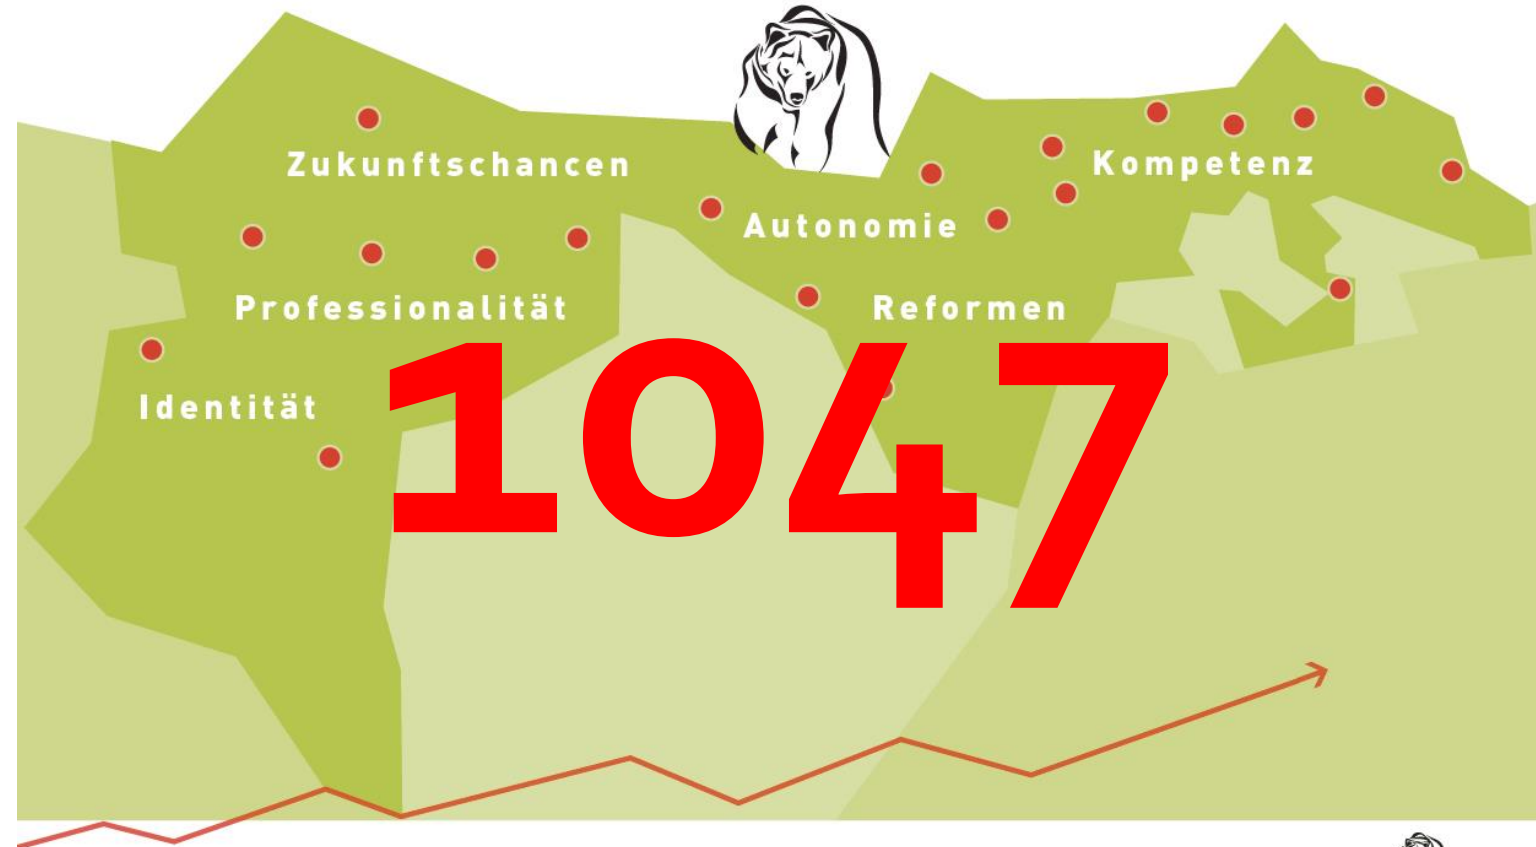 Zukunftschancen
Kompetenz
Autonomie
Professionalität
Reformen
Identität
1047